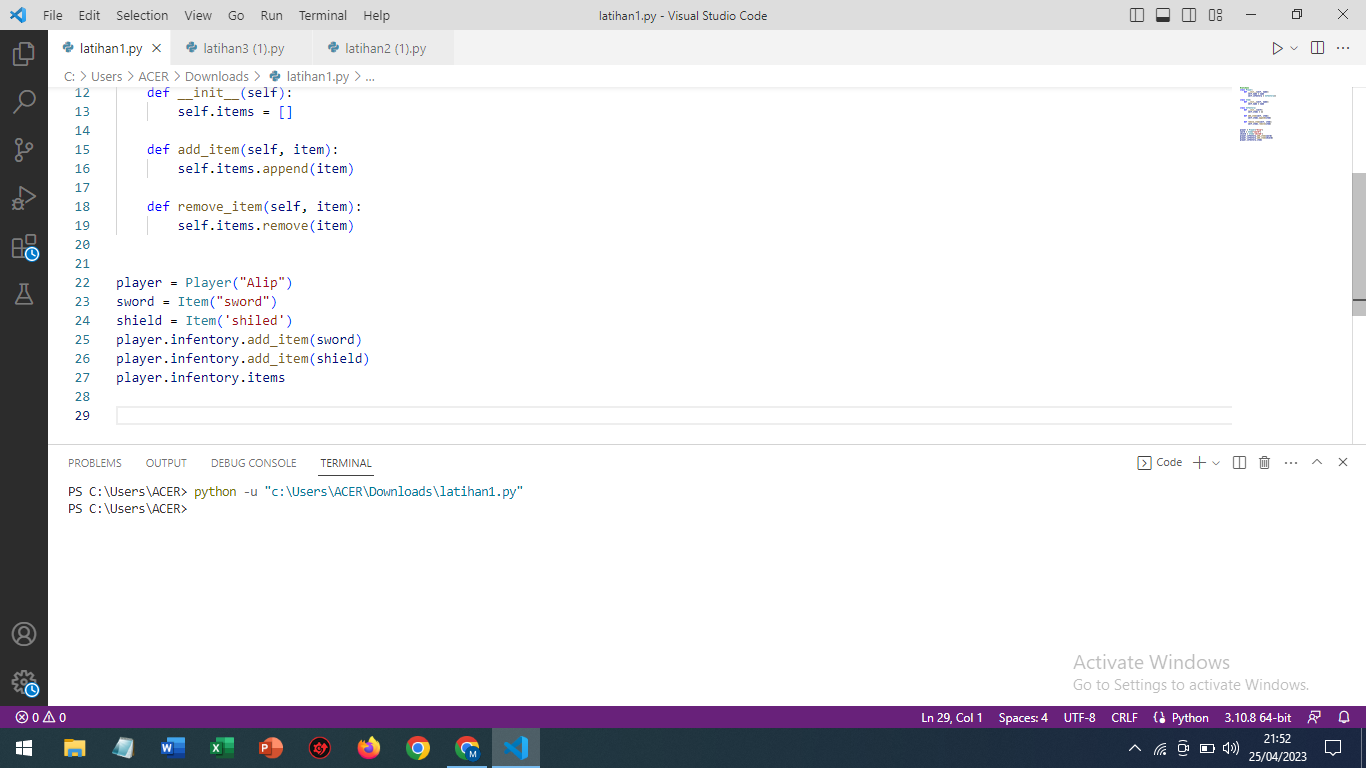 File Edit Selection View Go Run Terminal Help
latihan1.py - Visual Studio Code
latihan1.py
latihan3 (1).py
latihan2 (1).py
C: > Users > ACER > Downloads > latihan1.py > ...
12 def __init__(self):
13 self.items = []
14
15 def add_item(self, item):
16 self.items.append(item)
17
18 def remove_item(self, item):
19 self.items.remove(item)
20
21
22 player = Player("Alip")
23 sword = Item("sword")
24 shield = Item('shiled')
25 player.infentory.add_item(sword)
26 player.infentory.add_item(shield)
27 player.infentory.items
28
29
PROBLEMS OUTPUT DEBUG CONSOLE TERMINAL
Code
PS C:\Users\ACER> python -u "c:\Users\ACER\Downloads\latihan1.py"
PS C:\Users\ACER>
Activate Windows
Go to Settings to activate Windows.
0 0
Ln 29, Col 1 Spaces: 4 UTF-8 CRLF Python 3.10.8 64-bit
21:52
25/04/2023